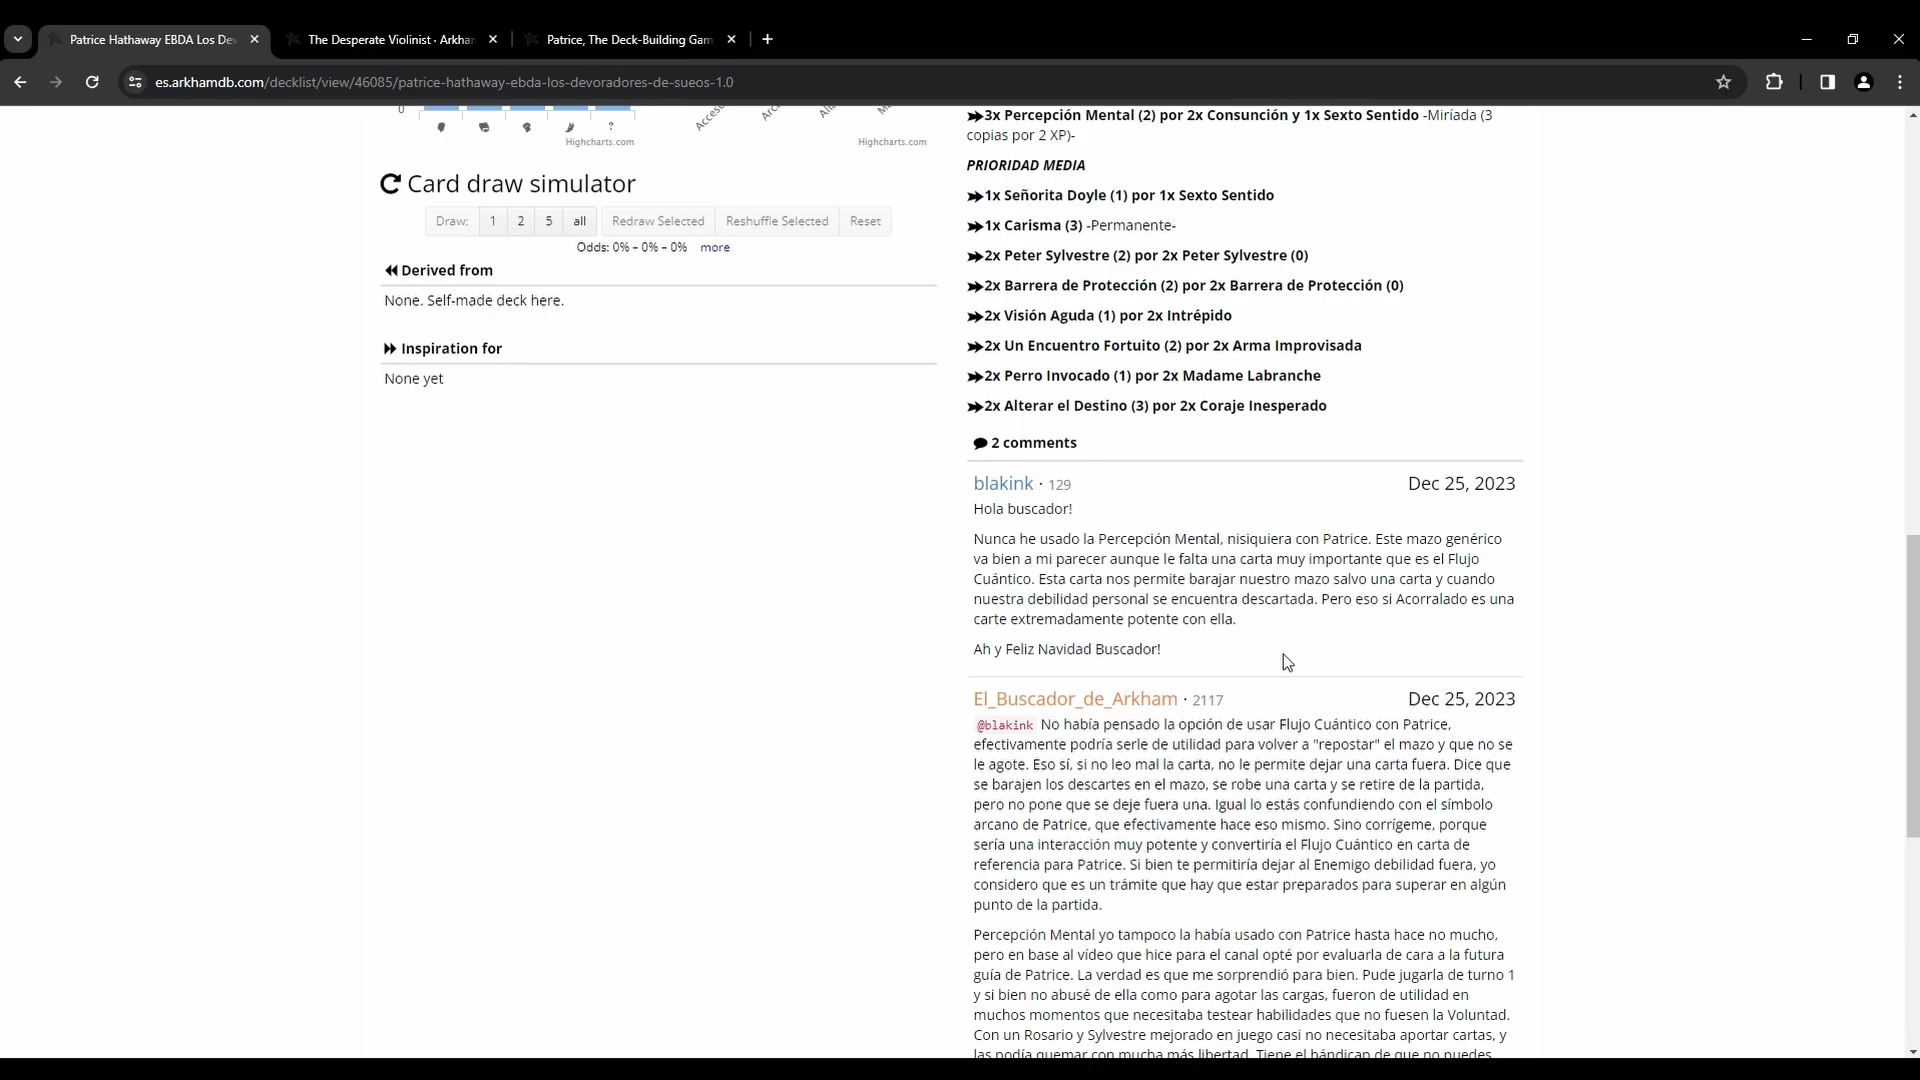 Patrice Hathaway EBDA Los De
The Desperate Violinist · Arkha
Patrice, The Deck-Building Gam
es.arkhamdb.com/decklist/view/46085/patrice-hathaway-ebda-los-devoradores-de-sueos-1.0
0
?
Highcharts.com
Highcharts.com
Card draw simulator
Draw: 1 2 5 all Redraw Selected Reshuffle Selected Reset
Odds: 0% – 0% – 0% more
Derived from
None. Self-made deck here.
Inspiration for
None yet
3x Percepción Mental (2) por 2x Consunción y 1x Sexto Sentido -Miríada (3
copias por 2 XP)-
PRIORIDAD MEDIA
1x Señorita Doyle (1) por 1x Sexto Sentido
1x Carisma (3) -Permanente-
2x Peter Sylvestre (2) por 2x Peter Sylvestre (0)
2x Barrera de Protección (2) por 2x Barrera de Protección (0)
2x Visión Aguda (1) por 2x Intrépido
2x Un Encuentro Fortuito (2) por 2x Arma Improvisada
2x Perro Invocado (1) por 2x Madame Labranche
2x Alterar el Destino (3) por 2x Coraje Inesperado
2 comments
blakink · 129 Dec 25, 2023
Hola buscador!
Nunca he usado la Percepción Mental, nisiquiera con Patrice. Este mazo genérico
va bien a mi parecer aunque le falta una carta muy importante que es el Flujo
Cuántico. Esta carta nos permite barajar nuestro mazo salvo una carta y cuando
nuestra debilidad personal se encuentra descartada. Pero eso si Acorralado es una
carte extremadamente potente con ella.
Ah y Feliz Navidad Buscador!
El_Buscador_de_Arkham · 2117 Dec 25, 2023
@blakink No había pensado la opción de usar Flujo Cuántico con Patrice,
efectivamente podría serle de utilidad para volver a "repostar" el mazo y que no se
le agote. Eso sí, si no leo mal la carta, no le permite dejar una carta fuera. Dice que
se barajen los descartes en el mazo, se robe una carta y se retire de la partida,
pero no pone que se deje fuera una. Igual lo estás confundiendo con el símbolo
arcano de Patrice, que efectivamente hace eso mismo. Sino corrígeme, porque
sería una interacción muy potente y convertiría el Flujo Cuántico en carta de
referencia para Patrice. Si bien te permitiría dejar al Enemigo debilidad fuera, yo
considero que es un trámite que hay que estar preparados para superar en algún
punto de la partida.
Percepción Mental yo tampoco la había usado con Patrice hasta hace no mucho,
pero en base al vídeo que hice para el canal opté por evaluarla de cara a la futura
guía de Patrice. La verdad es que me sorprendió para bien. Pude jugarla de turno 1
y si bien no abusé de ella como para agotar las cargas, fueron de utilidad en
muchos momentos que necesitaba testear habilidades que no fuesen la Voluntad.
Con un Rosario y Sylvestre mejorado en juego casi no necesitaba aportar cartas, y
las podía quemar con mucha más libertad. Tiene el hándicap de que no puedes